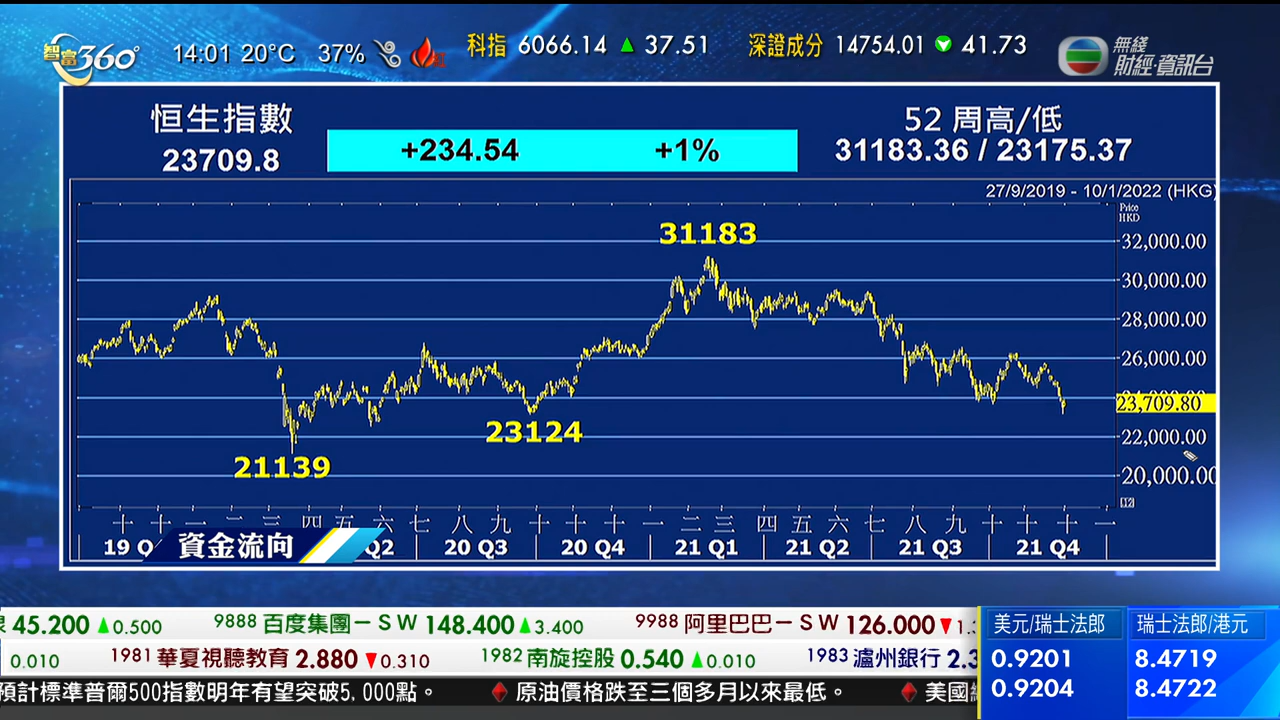 智富360°
14:01 20°C 37%
科指 6066.14 ▲ 37.51
深證成分 14754.01 ▼ 41.73
無綫
財經·資訊台
恒生指數
23709.8
+234.54 +1%
52 周高/低
31183.36 / 23175.37
27/9/2019 - 10/1/2022 (HKG)
Price
HKD
32,000.00
30,000.00
28,000.00
26,000.00
23,709.80
22,000.00
20,000.00
31183
23124
21139
十 十 一 二 三 四 五 六 七 八 九 十 十 十 一 二 三 四 五 六 七 八 九 十 十 十 一
19 Q
Q2 20 Q3 20 Q4 21 Q1 21 Q2 21 Q3 21 Q4
資金流向
45.200 ▲0.500 9888 百度集團－ＳＷ 148.400 ▲3.400 9988 阿里巴巴－ＳＷ 126.000 ▼1.
0.010 1981 華夏視聽教育 2.880 ▼0.310 1982 南旋控股 0.540 ▲0.010 1983 瀘州銀行 2.3
預計標準普爾500指數明年有望突破5,000點。 ◆ 原油價格跌至三個多月以來最低。 ◆ 美國
美元/瑞士法郎
0.9201
0.9204
瑞士法郎/港元
8.4719
8.4722